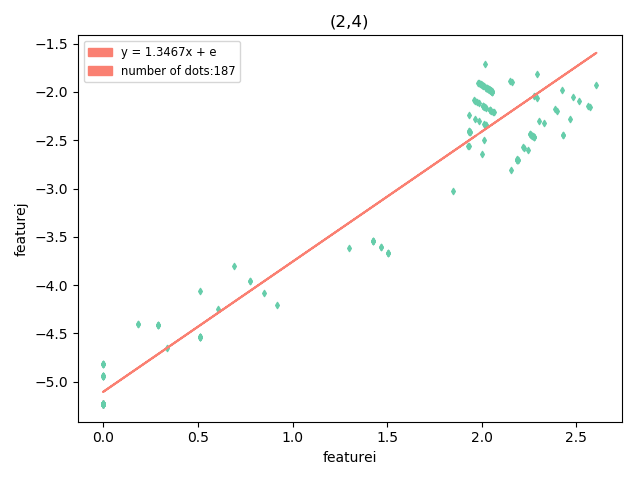 (2,4)
y = 1.3467x + e
number of dots:187
−1.5
−2.0
−2.5
−3.0
−3.5
−4.0
−4.5
−5.0
featurej
0.0 0.5 1.0 1.5 2.0 2.5
featurei